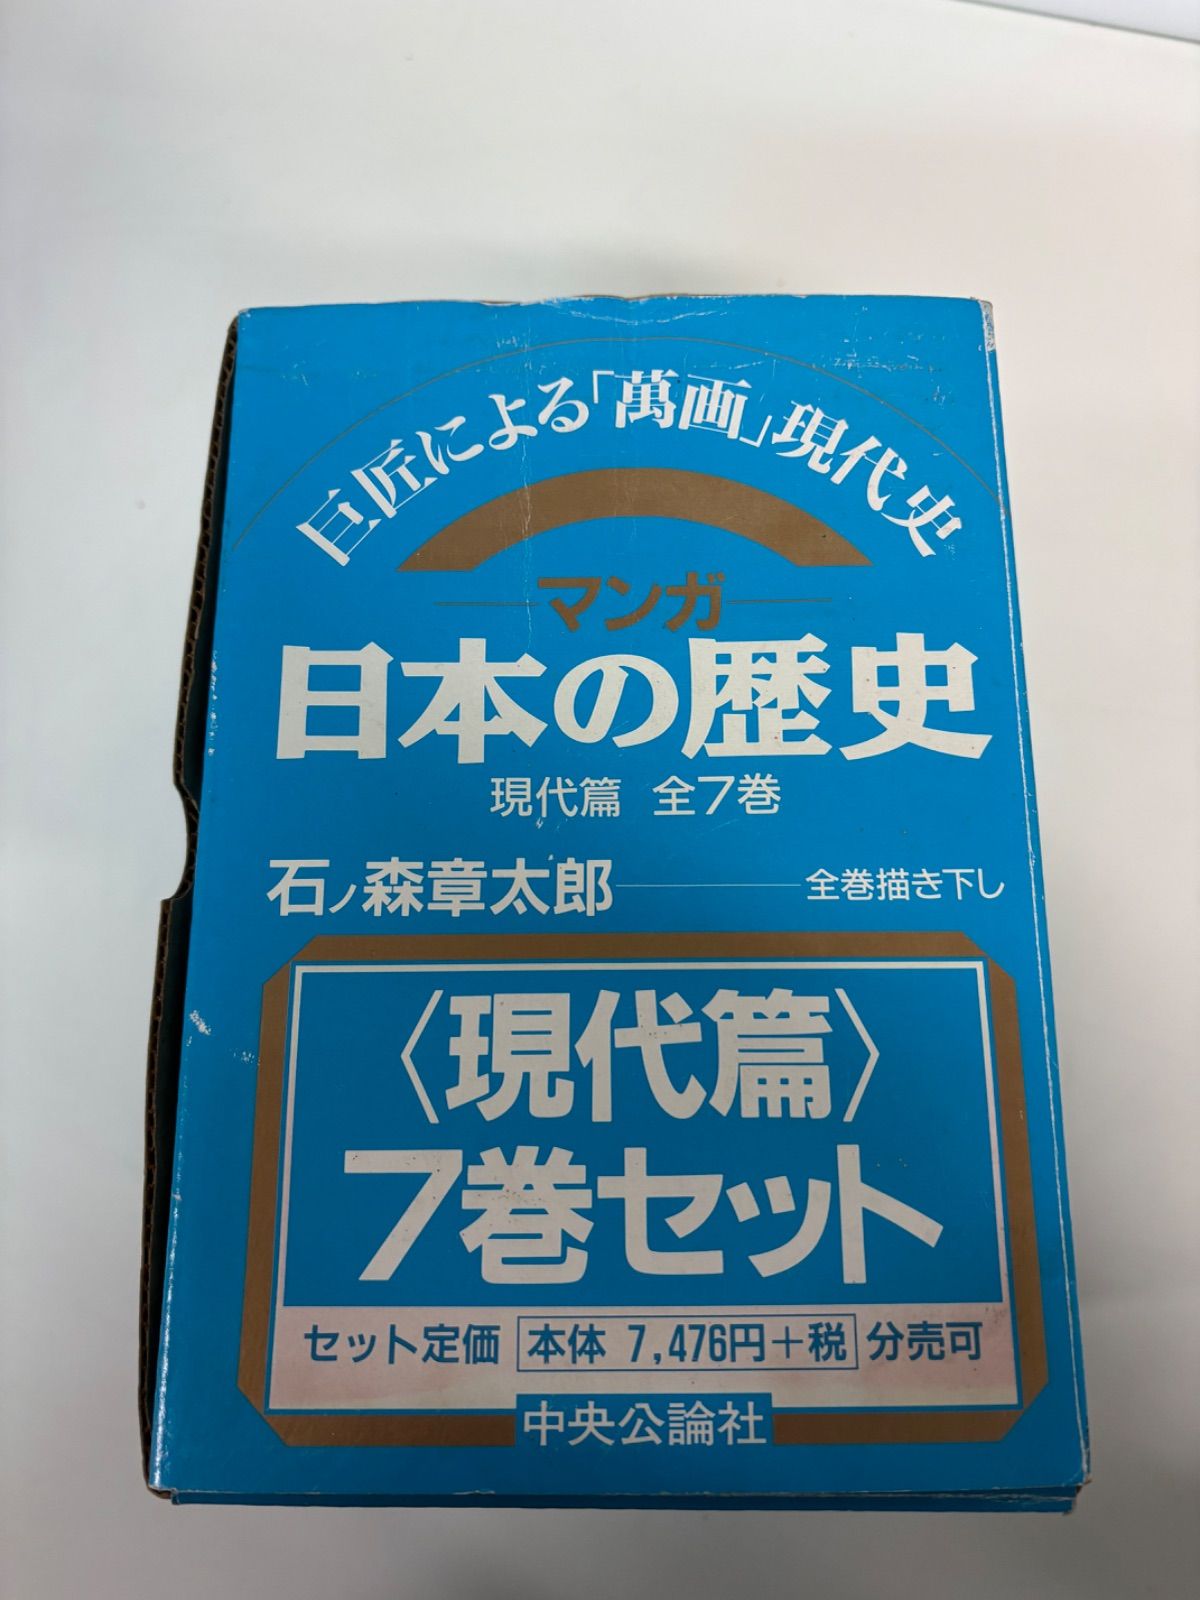 巨匠による「萬画」現代史
マンガ
日本の歴史
現代篇 全7巻
石ノ森章太郎 全巻描き下し
〈現代篇〉
7巻セット
セット定価 本体 7,476円+税 分売可
中央公論社